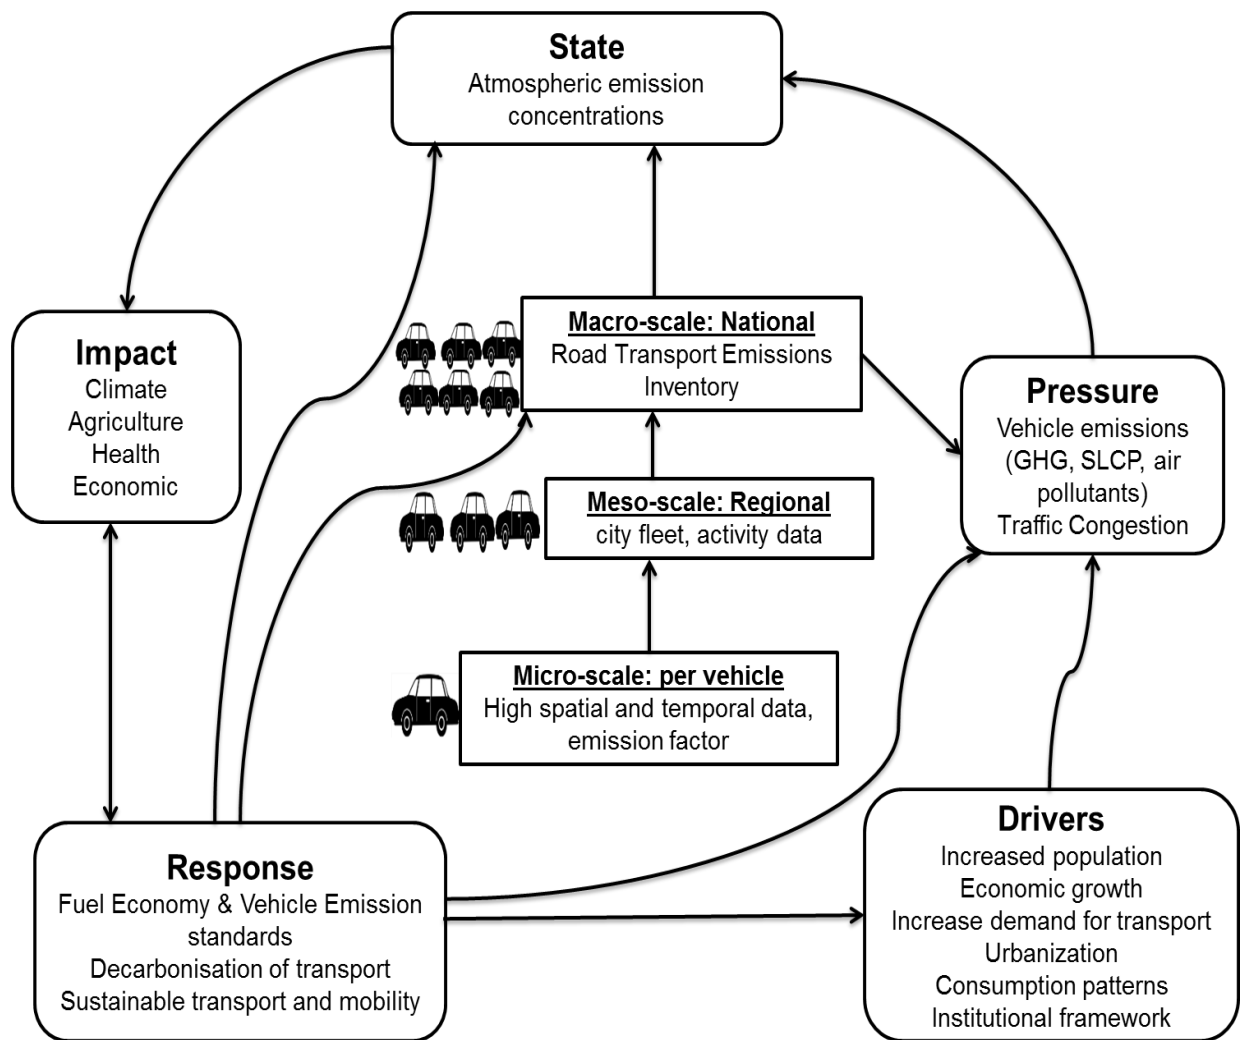 State
Atmospheric emission
concentrations
Impact
Climate
Agriculture
Health
Economic
Macro-scale: National
Road Transport Emissions
Inventory
Pressure
Vehicle emissions
(GHG, SLCP, air
pollutants)
Traffic Congestion
Meso-scale: Regional
city fleet, activity data
Micro-scale: per vehicle
High spatial and temporal data,
emission factor
Response
Fuel Economy & Vehicle Emission
standards
Decarbonisation of transport
Sustainable transport and mobility
Drivers
Increased population
Economic growth
Increase demand for transport
Urbanization
Consumption patterns
Institutional framework